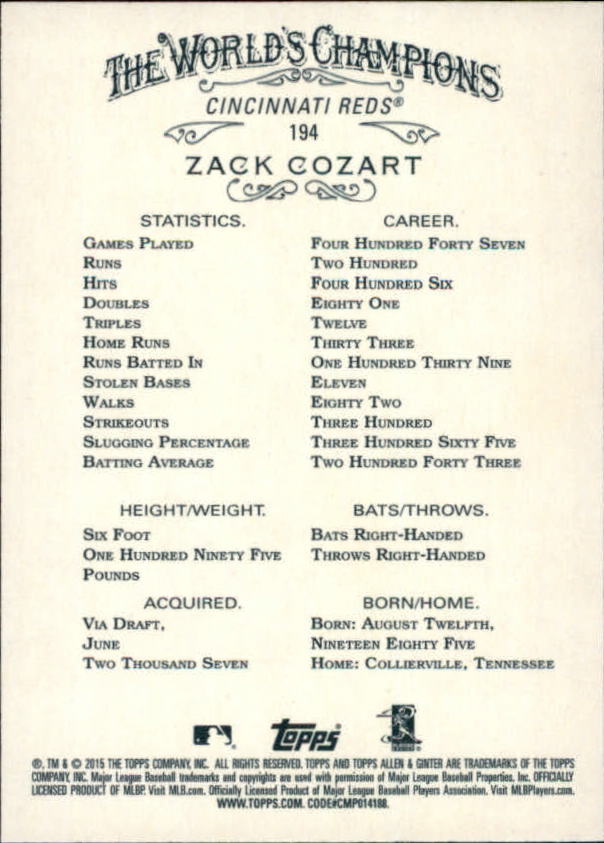 THE WORLD'S CHAMPIONS
CINCINNATI REDS®
194
ZACK COZART
STATISTICS. CAREER.
GAMES PLAYED FOUR HUNDRED FORTY SEVEN
RUNS TWO HUNDRED
HITS FOUR HUNDRED SIX
DOUBLES EIGHTY ONE
TRIPLES TWELVE
HOME RUNS THIRTY THREE
RUNS BATTED IN ONE HUNDRED THIRTY NINE
STOLEN BASES ELEVEN
WALKS EIGHTY TWO
STRIKEOUTS THREE HUNDRED
SLUGGING PERCENTAGE THREE HUNDRED SIXTY FIVE
BATTING AVERAGE TWO HUNDRED FORTY THREE
HEIGHT/WEIGHT.
SIX FOOT
ONE HUNDRED NINETY FIVE
POUNDS
BATS/THROWS.
BATS RIGHT-HANDED
THROWS RIGHT-HANDED
ACQUIRED.
VIA DRAFT,
JUNE
TWO THOUSAND SEVEN
BORN/HOME.
BORN: AUGUST TWELFTH,
NINETEEN EIGHTY FIVE
HOME: COLLIERVILLE, TENNESSEE
Topps
®, TM & © 2015 THE TOPPS COMPANY, INC. ALL RIGHTS RESERVED. TOPPS AND TOPPS ALLEN & GINTER ARE TRADEMARKS OF THE TOPPS
COMPANY, INC. Major League Baseball trademarks and copyrights are used with permission of Major League Baseball Properties, Inc. OFFICIALLY
LICENSED PRODUCT OF MLBP. Visit MLB.com. Officially Licensed Product of Major League Baseball Players Association. Visit MLBPlayers.com.
WWW.TOPPS.COM. CODE#CMP014188.